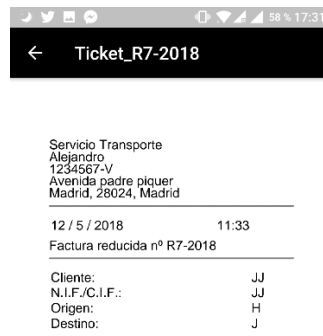 58 % 17:31
Ticket_R7-2018
Servicio Transporte
Alejandro
1234567-V
Avenida padre piquer
Madrid, 28024, Madrid
12 / 5 / 2018 11:33
Factura reducida nº R7-2018
Cliente: JJ
N.I.F./C.I.F.: JJ
Origen: H
Destino: J